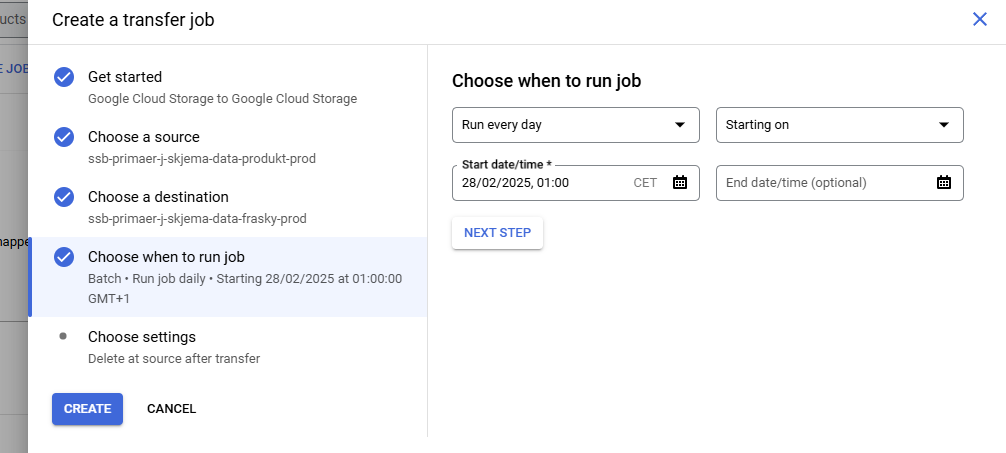 Create a transfer job
ucts
E JOB
nappe
Get started
Google Cloud Storage to Google Cloud Storage
Choose a source
ssb-primaer-j-skjema-data-produkt-prod
Choose a destination
ssb-primaer-j-skjema-data-frasky-prod
Choose when to run job
Batch • Run job daily • Starting 28/02/2025 at 01:00:00
GMT+1
Choose settings
Delete at source after transfer
CREATE CANCEL
Choose when to run job
Run every day Starting on
Start date/time *
28/02/2025, 01:00 CET End date/time (optional)
NEXT STEP